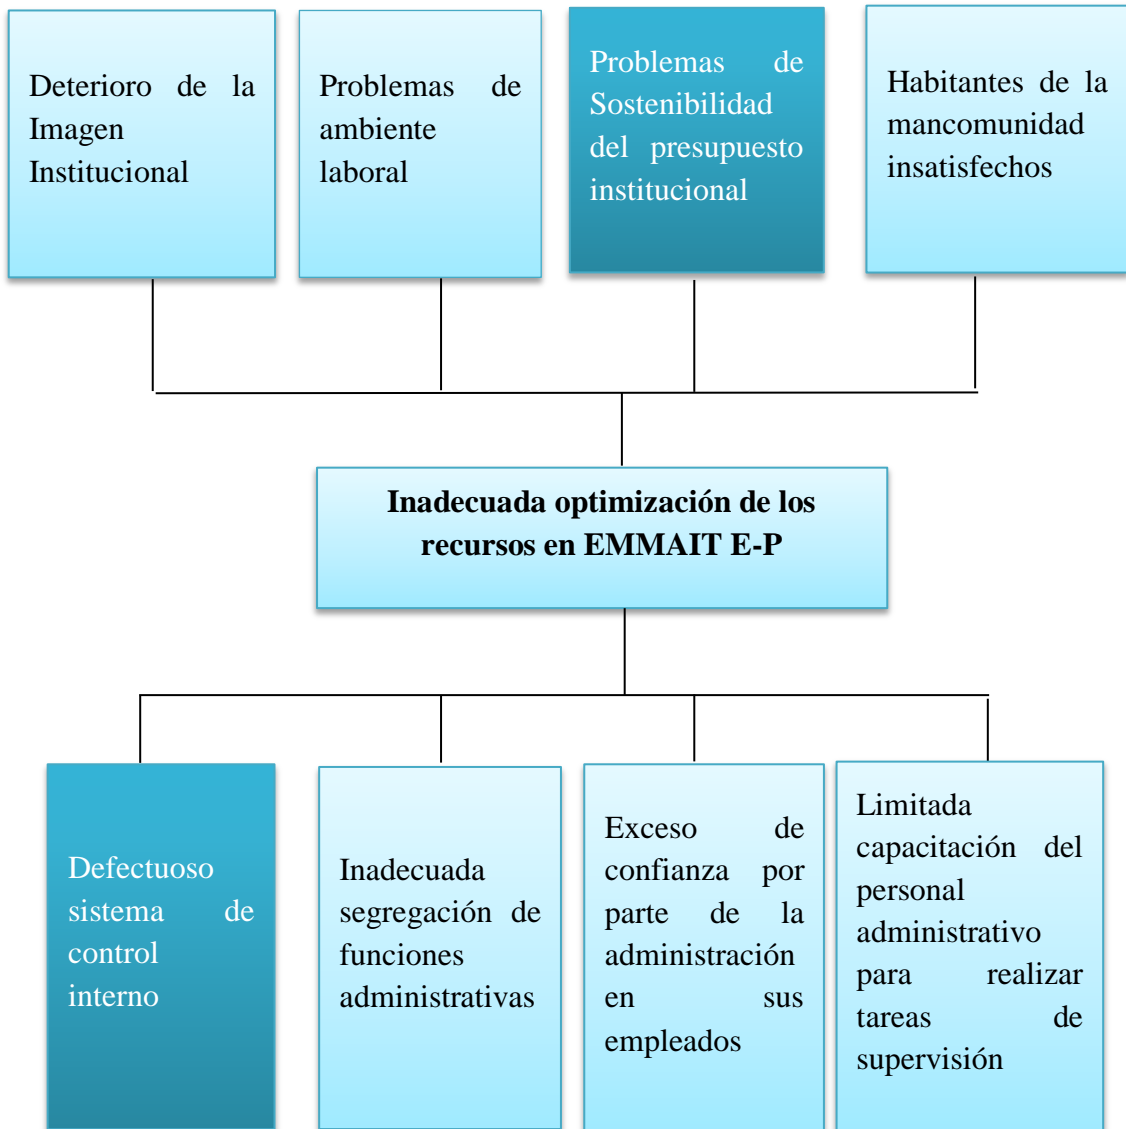 Deterioro de la
Imagen
Institucional
Problemas de
ambiente
laboral
Problemas de
Sostenibilidad
del presupuesto
institucional
Habitantes de la
mancomunidad
insatisfechos
Inadecuada optimización de los
recursos en EMMAIT E-P
Defectuoso
sistema de
control
interno
Inadecuada
segregación de
funciones
administrativas
Exceso de
confianza por
parte de la
administración
en sus
empleados
Limitada
capacitación del
personal
administrativo
para realizar
tareas de
supervisión